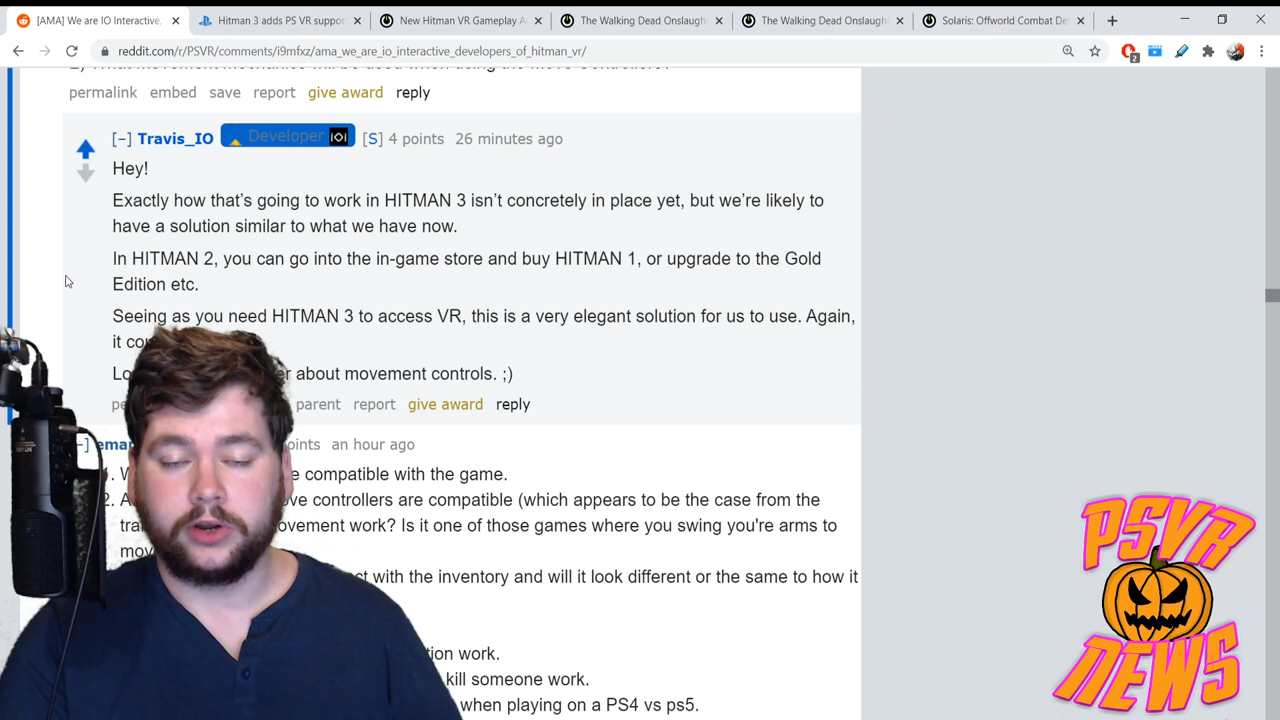 [AMA] We are IO Interactive,
Hitman 3 adds PS VR support
New Hitman VR Gameplay A
The Walking Dead Onslaught
The Walking Dead Onslaught
Solaris: Offworld Combat De
reddit.com/r/PSVR/comments/i9mfxz/ama_we_are_io_interactive_developers_of_hitman_vr/
2
permalink embed save report give award reply
[–] Travis_IO Developer IOI [S] 4 points 26 minutes ago
Hey!
Exactly how that's going to work in HITMAN 3 isn't concretely in place yet, but we're likely to
have a solution similar to what we have now.
In HITMAN 2, you can go into the in-game store and buy HITMAN 1, or upgrade to the Gold
Edition etc.
Seeing as you need HITMAN 3 to access VR, this is a very elegant solution for us to use. Again,
it
about movement controls. ;)
parent report give award reply
an hour ago
compatible with the game.
controllers are compatible (which appears to be the case from the
work? Is it one of those games where you swing you're arms to
with the inventory and will it look different or the same to how it
work.
kill someone work.
when playing on a PS4 vs ps5.
PSVR
NEWS